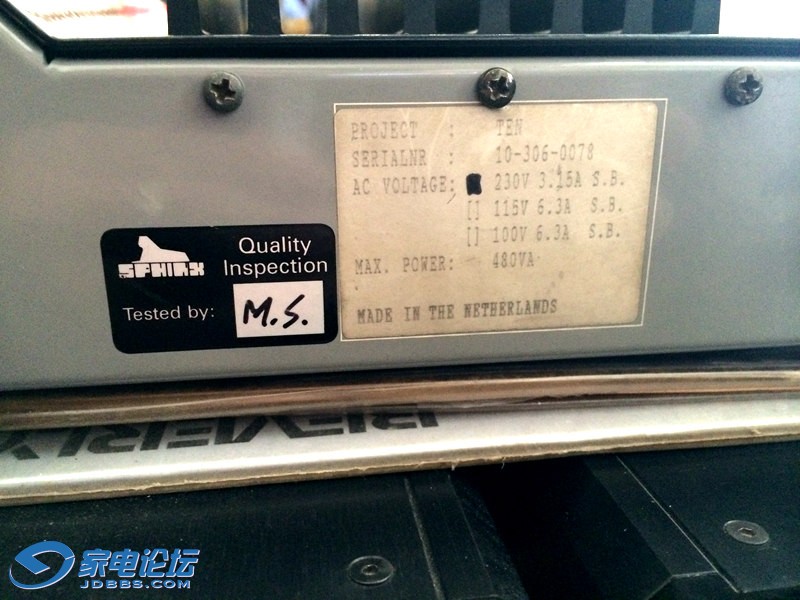 PROJECT : TEN
SERIALNR : 10-306-0078
AC VOLTAGE: 230V 3.15A S.B.
[] 115V 6.3A S.B.
[] 100V 6.3A S.B.
MAX. POWER: 480VA
MADE IN THE NETHERLANDS
SPHINX
Quality
Inspection
Tested by: M.S.
家电论坛
JDBBS.COM